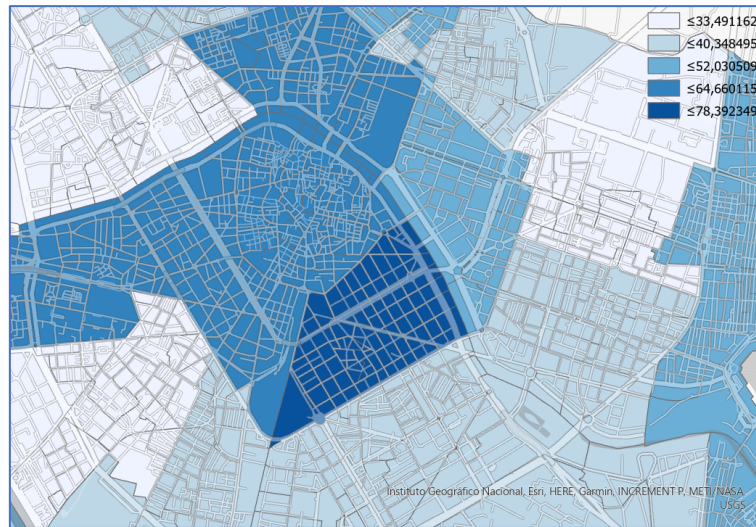 ≤33,491162
≤40,348495
≤52,030509
≤64,660115
≤78,392349
Instituto Geográfico Nacional, Esri, HERE, Garmin, INCREMENT P, METI/NASA,
USGS